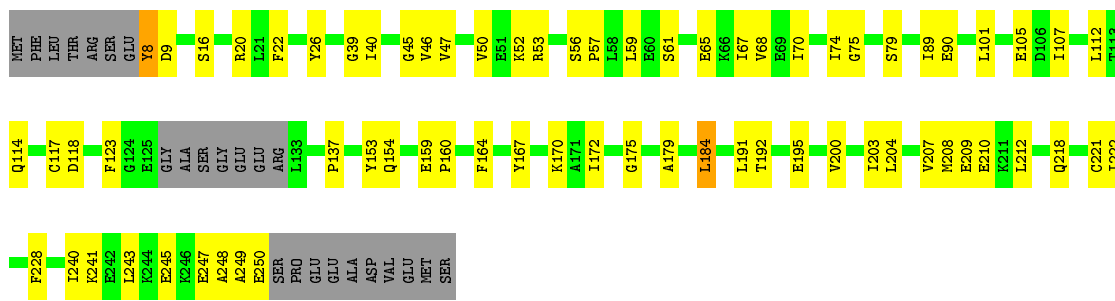 MET PHE LEU THR ARG SER GLU Y8 D9 S16 R20 L21 F22 Y26 G39 I40 G45 V46 V47 V50 E51 K52 R53 S56 P57 L58 L59 E60 S61 E65 K66 I67 V68 E69 I70 I74 G75 S79 I89 E90 L101 E105 D106 I107 L112 T113
Q114 C117 D118 F123 G124 E125 GLY ALA SER GLY GLU GLU ARG L133 P137 Y153 Q154 E159 P160 F164 Y167 K170 A171 I172 G175 A179 L184 L191 T192 E195 V200 I203 L204 V207 M208 E209 E210 K211 L212 Q218 C221
F228 I240 K241 E242 L243 K244 E245 K246 E247 A248 A249 E250 SER PRO GLU GLU ALA ASP VAL GLU MET SER